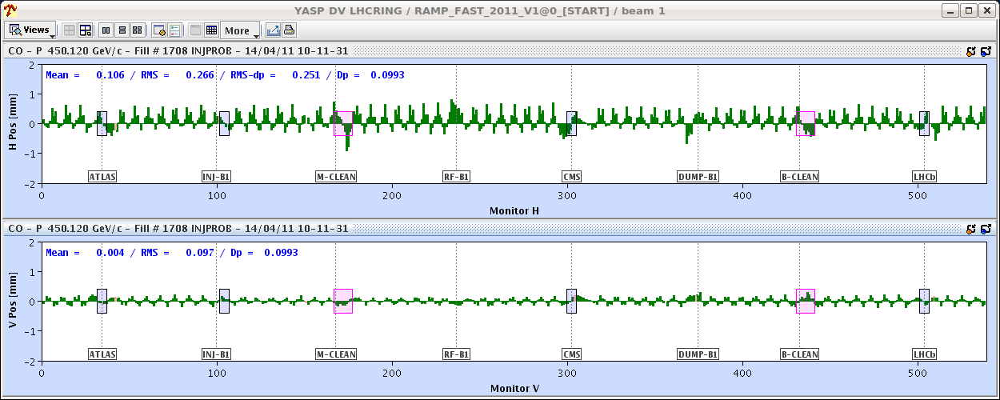 YASP DV LHCRING / RAMP_FAST_2011_V1@0_[START] / beam 1
Views More
CO - P 450.120 GeV/c - Fill # 1708 INJPROB - 14/04/11 10-11-31
Mean = 0.106 / RMS = 0.266 / RMS-dp = 0.251 / Dp = 0.0993
H Pos [mm]
2
1
0
-1
-2
ATLAS INJ-B1 M-CLEAN RF-B1 CMS DUMP-B1 B-CLEAN LHCb
0 100 200 300 400 500
Monitor H
CO - P 450.120 GeV/c - Fill # 1708 INJPROB - 14/04/11 10-11-31
Mean = 0.004 / RMS = 0.097 / Dp = 0.0993
V Pos [mm]
2
1
0
-1
-2
ATLAS INJ-B1 M-CLEAN RF-B1 CMS DUMP-B1 B-CLEAN LHCb
0 100 200 300 400 500
Monitor V